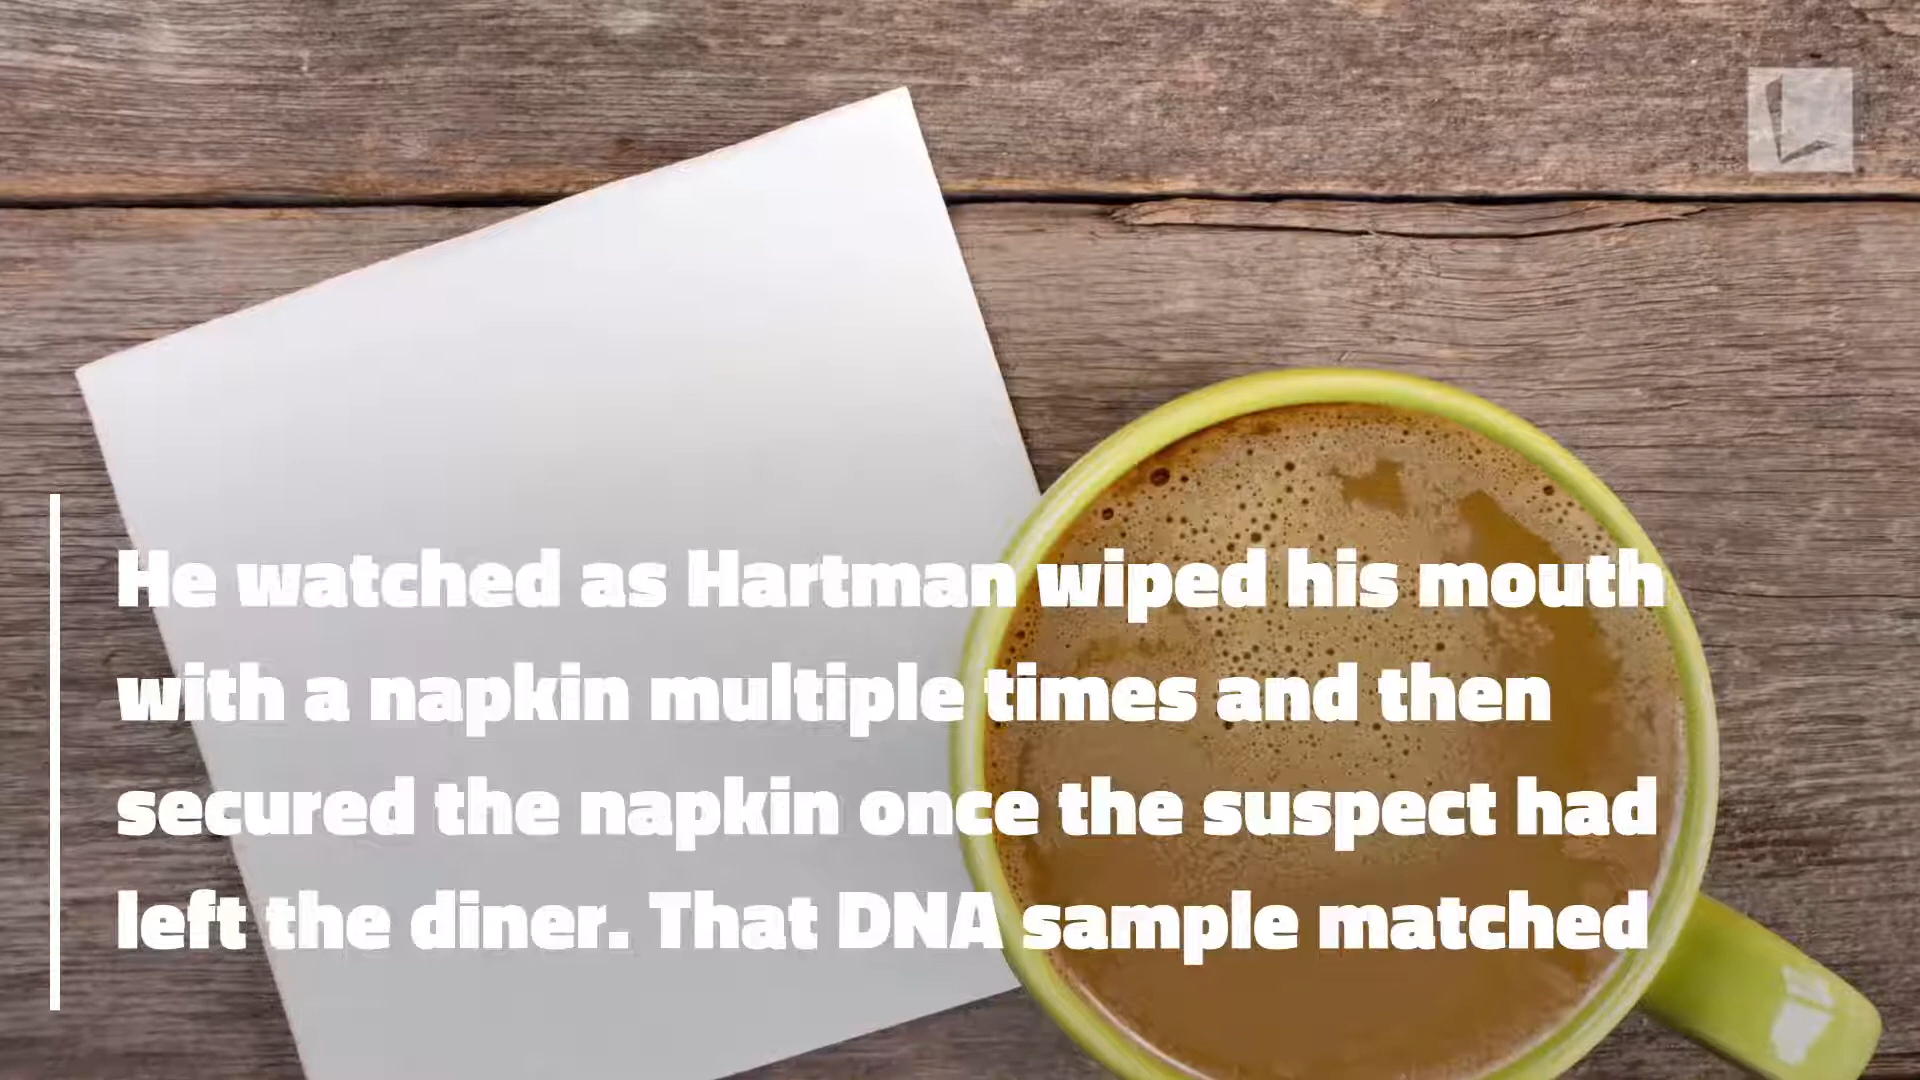 He watched as Hartman wiped his mouth
with a napkin multiple times and then
secured the napkin once the suspect had
left the diner. That DNA sample matched